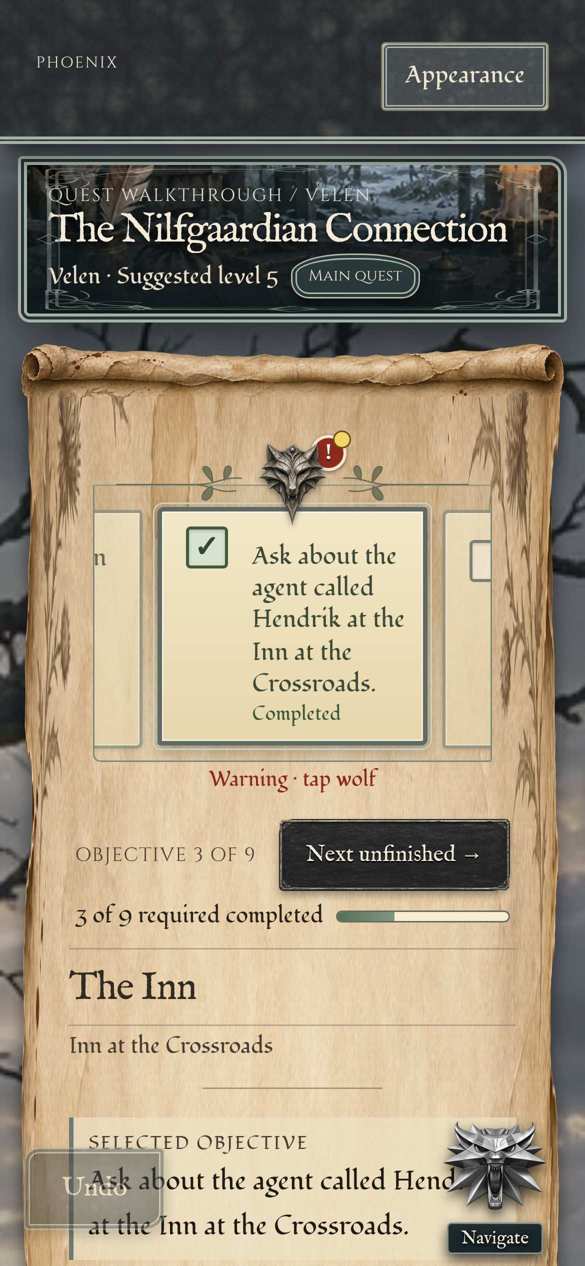 PHOENIX
Appearance
QUEST WALKTHROUGH / VELEN
The Nilfgaardian Connection
Velen · Suggested level 5
MAIN QUEST
!
n
✓
Ask about the
agent called
Hendrik at the
Inn at the
Crossroads.
Completed
Warning · tap wolf
OBJECTIVE 3 OF 9
Next unfinished →
3 of 9 required completed
The Inn
Inn at the Crossroads
SELECTED OBJECTIVE
Ask about the agent called Hend
at the Inn at the Crossroads.
Undo
Navigate